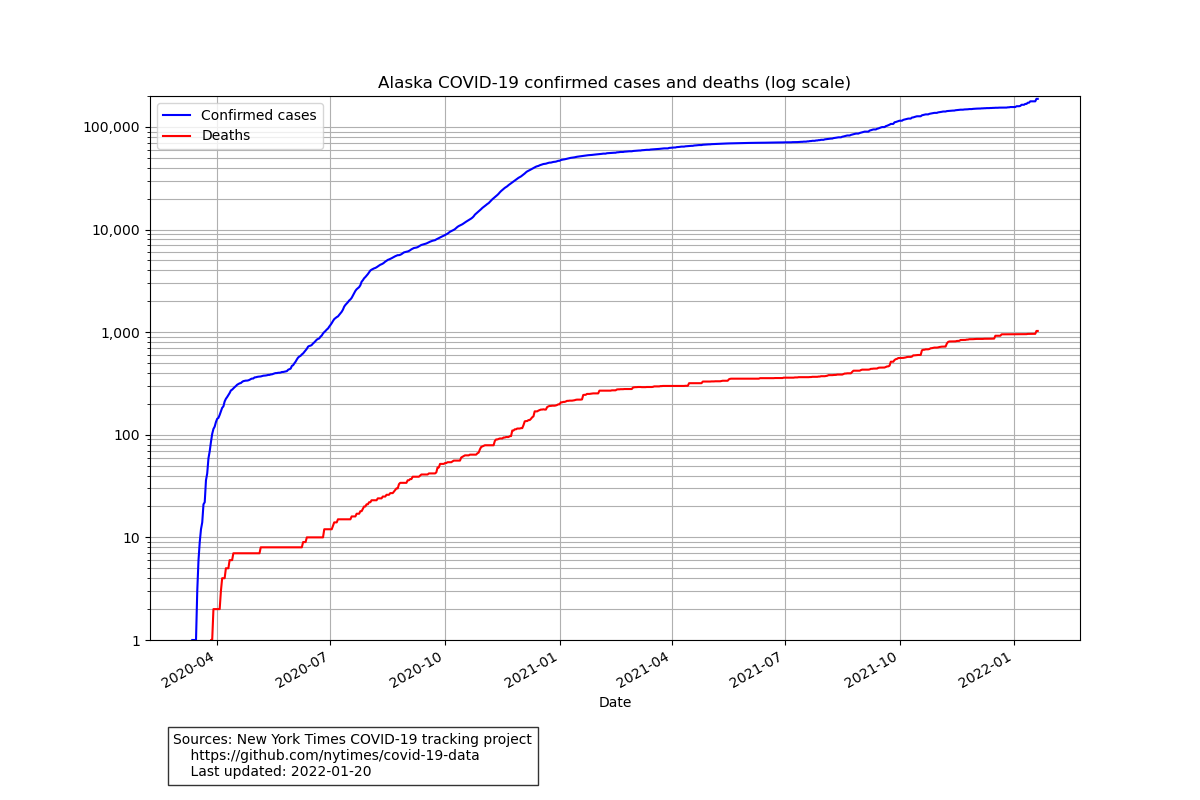 Alaska COVID-19 confirmed cases and deaths (log scale)
Confirmed cases
Deaths
100,000
10,000
1,000
100
10
1
2020-04
2020-07
2020-10
2021-01
2021-04
2021-07
2021-10
2022-01
Date
Sources: New York Times COVID-19 tracking project
https://github.com/nytimes/covid-19-data
Last updated: 2022-01-20